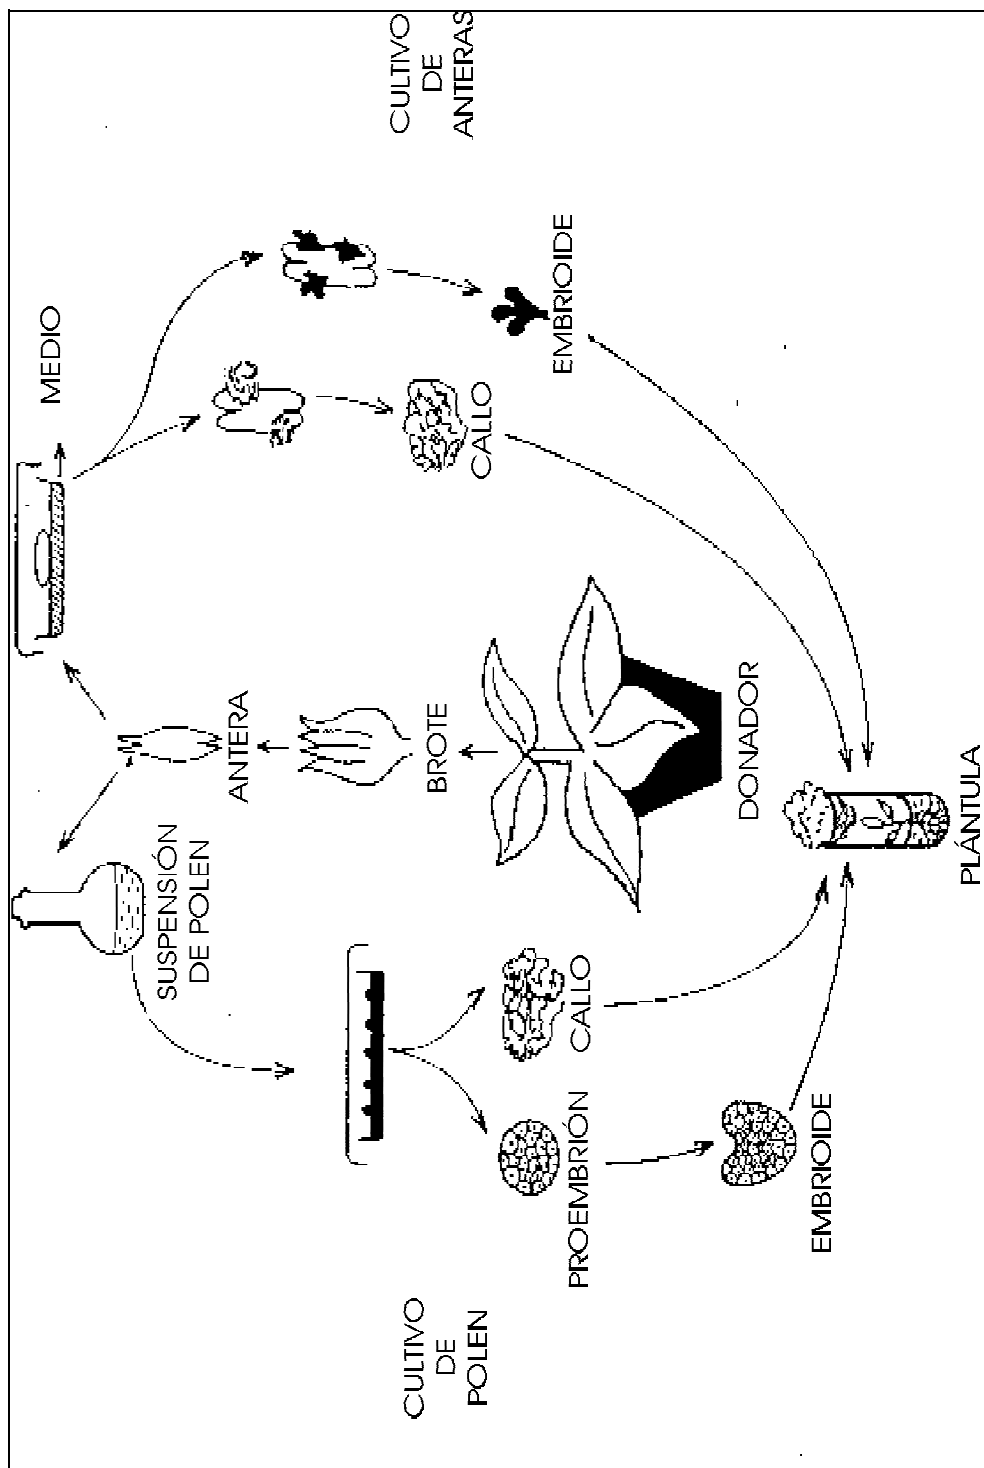 MEDIO
SUSPENSIÓN
DE POLEN
ANTERA
CULTIVO
DE
POLEN
BROTE
CULTIVO
DE
ANTERAS
CALLO
EMBRIOIDE
PROEMBRIÓN
CALLO
DONADOR
EMBRIOIDE
PLÁNTULA